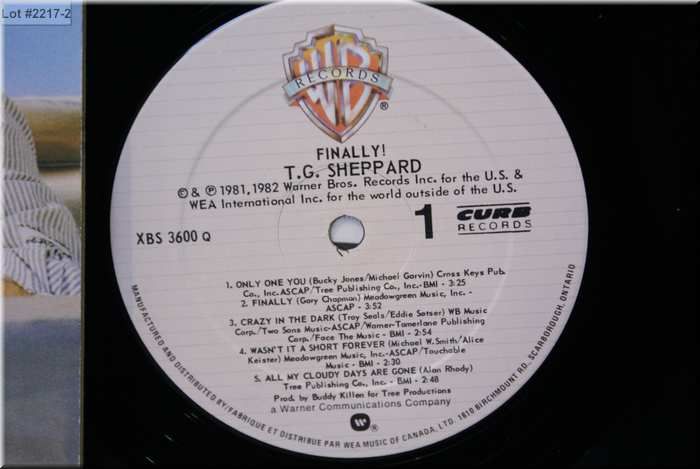 Lot #2217-2
WB
RECORDS
®
FINALLY!
T.G. SHEPPARD
© & ℗ 1981, 1982 Warner Bros. Records Inc. for the U.S. &
WEA International Inc. for the world outside of the U.S.
XBS 3600 Q
1
CURB
RECORDS
1. ONLY ONE YOU (Bucky Jones/Michael Garvin) Cross Keys Pub.
Co., Inc.-ASCAP/Tree Publishing Co., Inc.-BMI - 3:25
2. FINALLY (Gary Chapman) Meadowgreen Music, Inc. -
ASCAP - 3:52
3. CRAZY IN THE DARK (Troy Seals/Eddie Setser) WB Music
Corp./Two Sons Music-ASCAP/Warner-Tamerlane Publishing
Corp./Face The Music - BMI - 2:54
4. WASN'T IT A SHORT FOREVER (Michael W. Smith/Alice
Keister) Meadowgreen Music, Inc.-ASCAP/Touchable
Music - BMI - 2:30
5. ALL MY CLOUDY DAYS ARE GONE (Alan Rhody)
Tree Publishing Co., Inc. - BMI - 2:48
Prod. by Buddy Killen for Tree Productions
a Warner Communications Company
MANUFACTURED AND DISTRIBUTED BY/FABRIQUE ET DISTRIBUE PAR WEA MUSIC OF CANADA, LTD. 1810 BIRCHMOUNT RD., SCARBOROUGH, ONTARIO